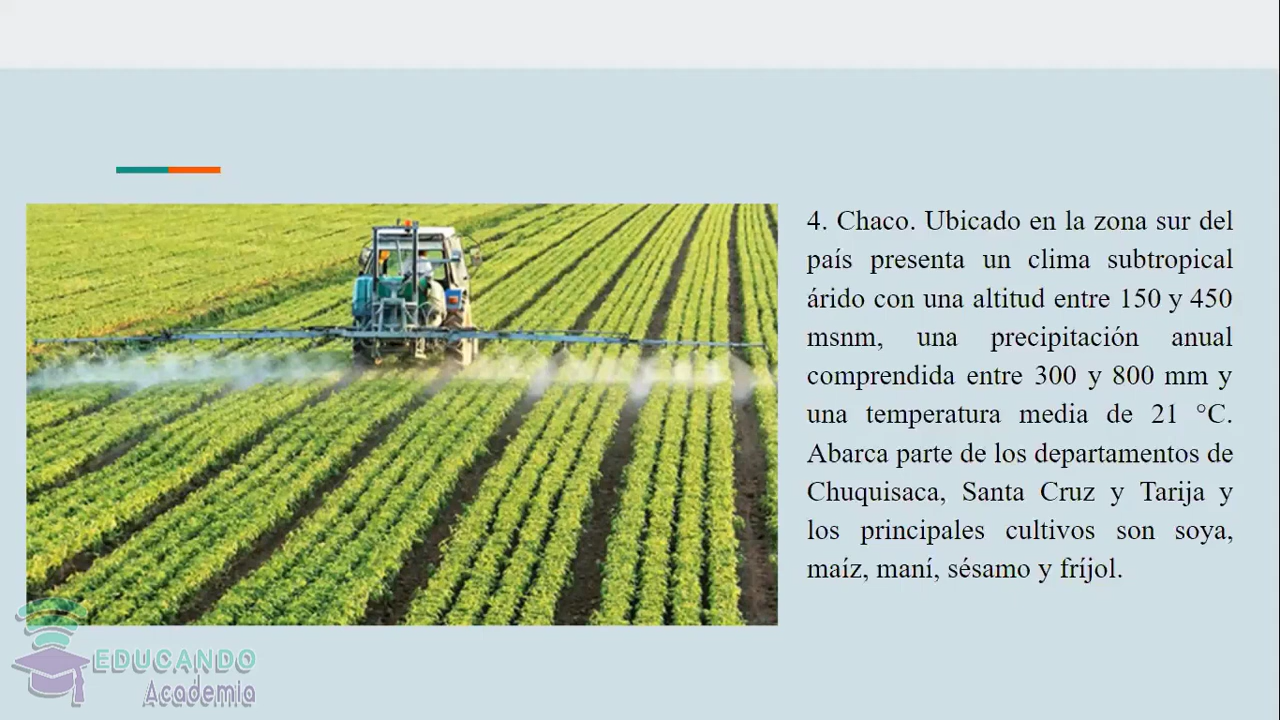 4. Chaco. Ubicado en la zona sur del
país presenta un clima subtropical
árido con una altitud entre 150 y 450
msnm, una precipitación anual
comprendida entre 300 y 800 mm y
una temperatura media de 21 °C.
Abarca parte de los departamentos de
Chuquisaca, Santa Cruz y Tarija y
los principales cultivos son soya,
maíz, maní, sésamo y fríjol.
EDUCANDO
Academia